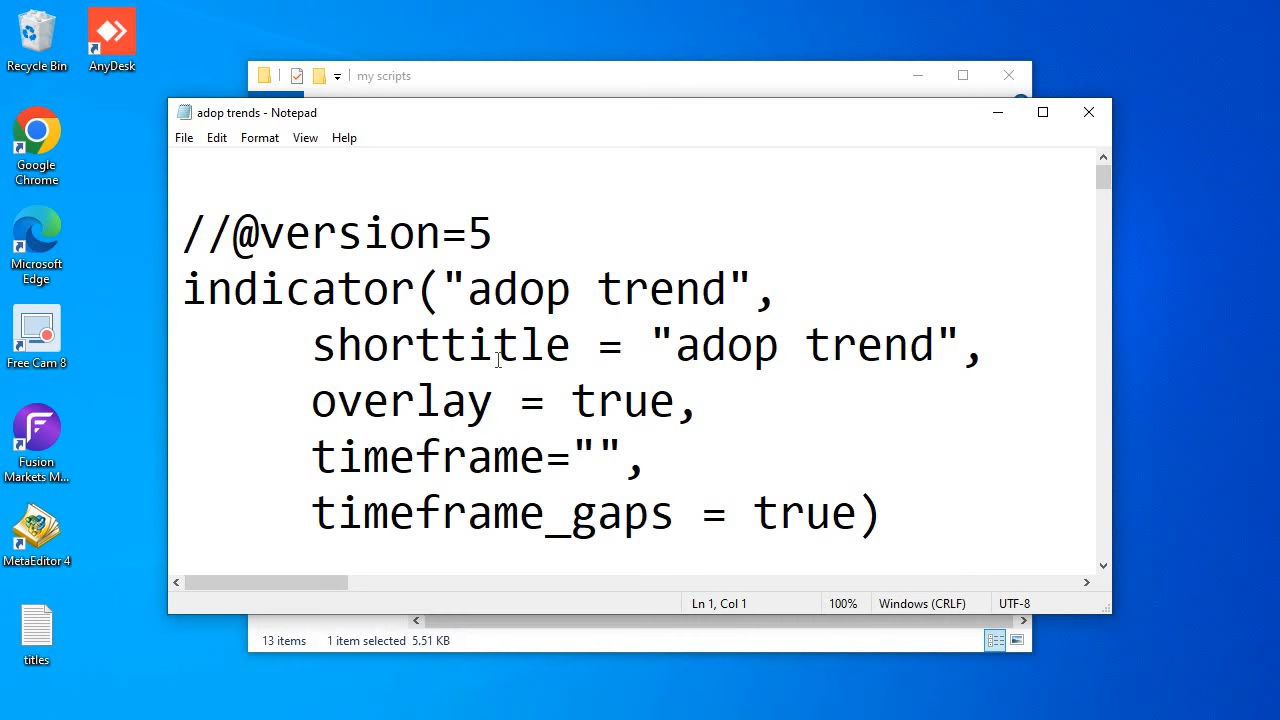 Recycle Bin
AnyDesk
Google
Chrome
Microsoft
Edge
Free Cam 8
Fusion
Markets M...
MetaEditor 4
titles
my scripts
adop trends - Notepad
File Edit Format View Help
//@version=5
indicator("adop trend",
shorttitle = "adop trend",
overlay = true,
timeframe="",
timeframe_gaps = true)
Ln 1, Col 1 100% Windows (CRLF) UTF-8
13 items 1 item selected 5.51 KB